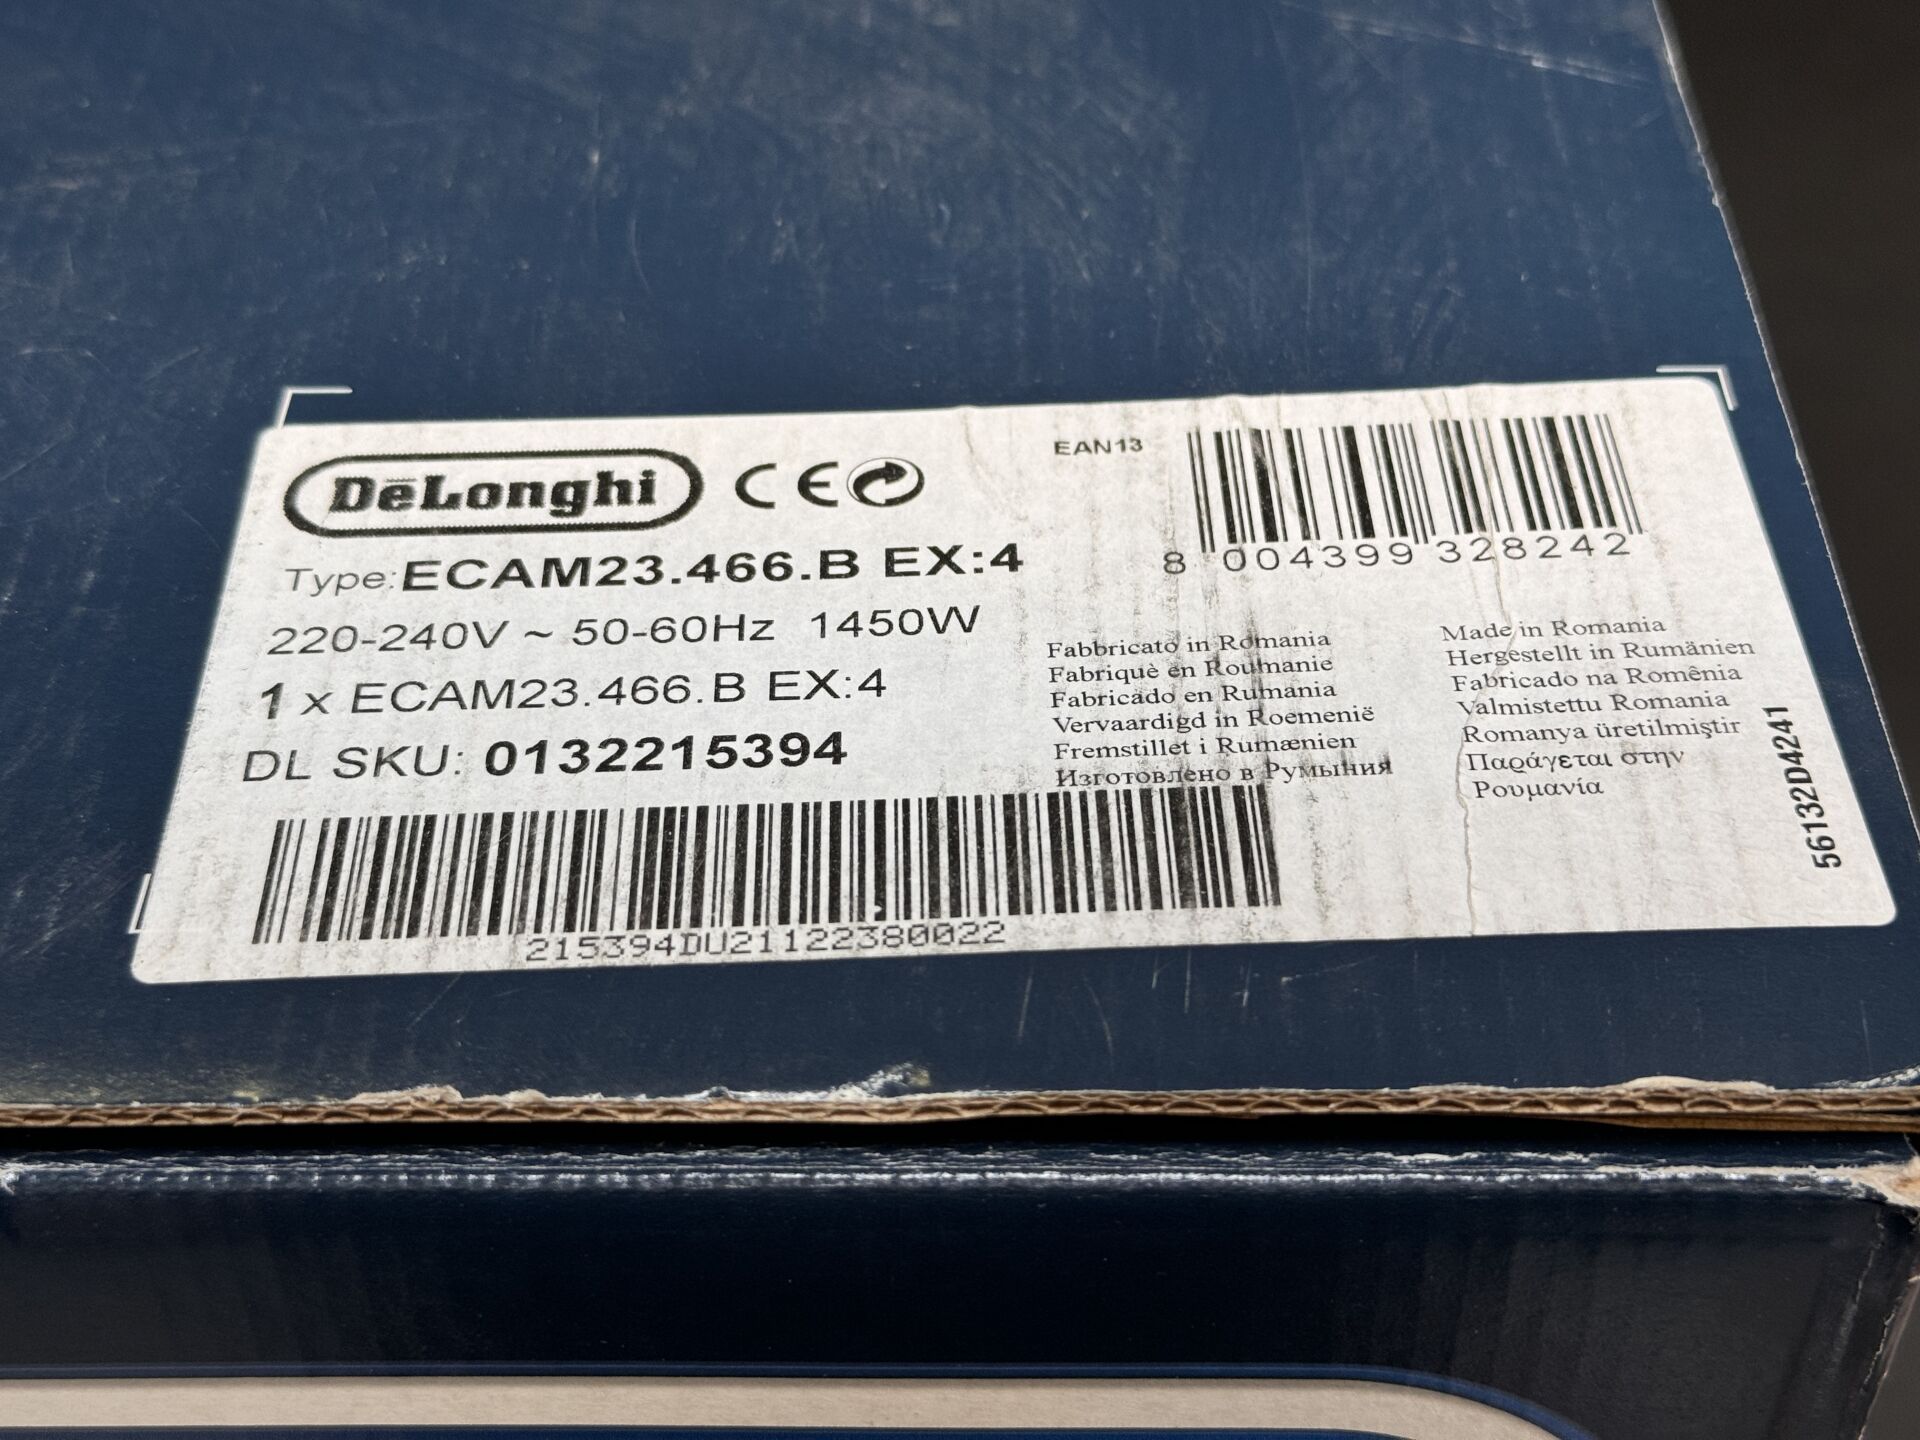 DeLonghi CE
Type: ECAM23.466.B EX:4
220-240V ~ 50-60Hz 1450W
1 x ECAM23.466.B EX:4
DL SKU: 0132215394
215394DU21122380022
EAN13
8 004399 328242
Fabbricato in Romania
Fabriquè en Roumanie
Fabricado en Rumania
Vervaardigd in Roemenië
Fremstillet i Rumænien
Изготовлено в Румыния
Made in Romania
Hergestellt in Rumänien
Fabricado na Romênia
Valmistettu Romania
Romanya üretilmiştir
Παράγεται στην
Ρουμανία
56132D4241